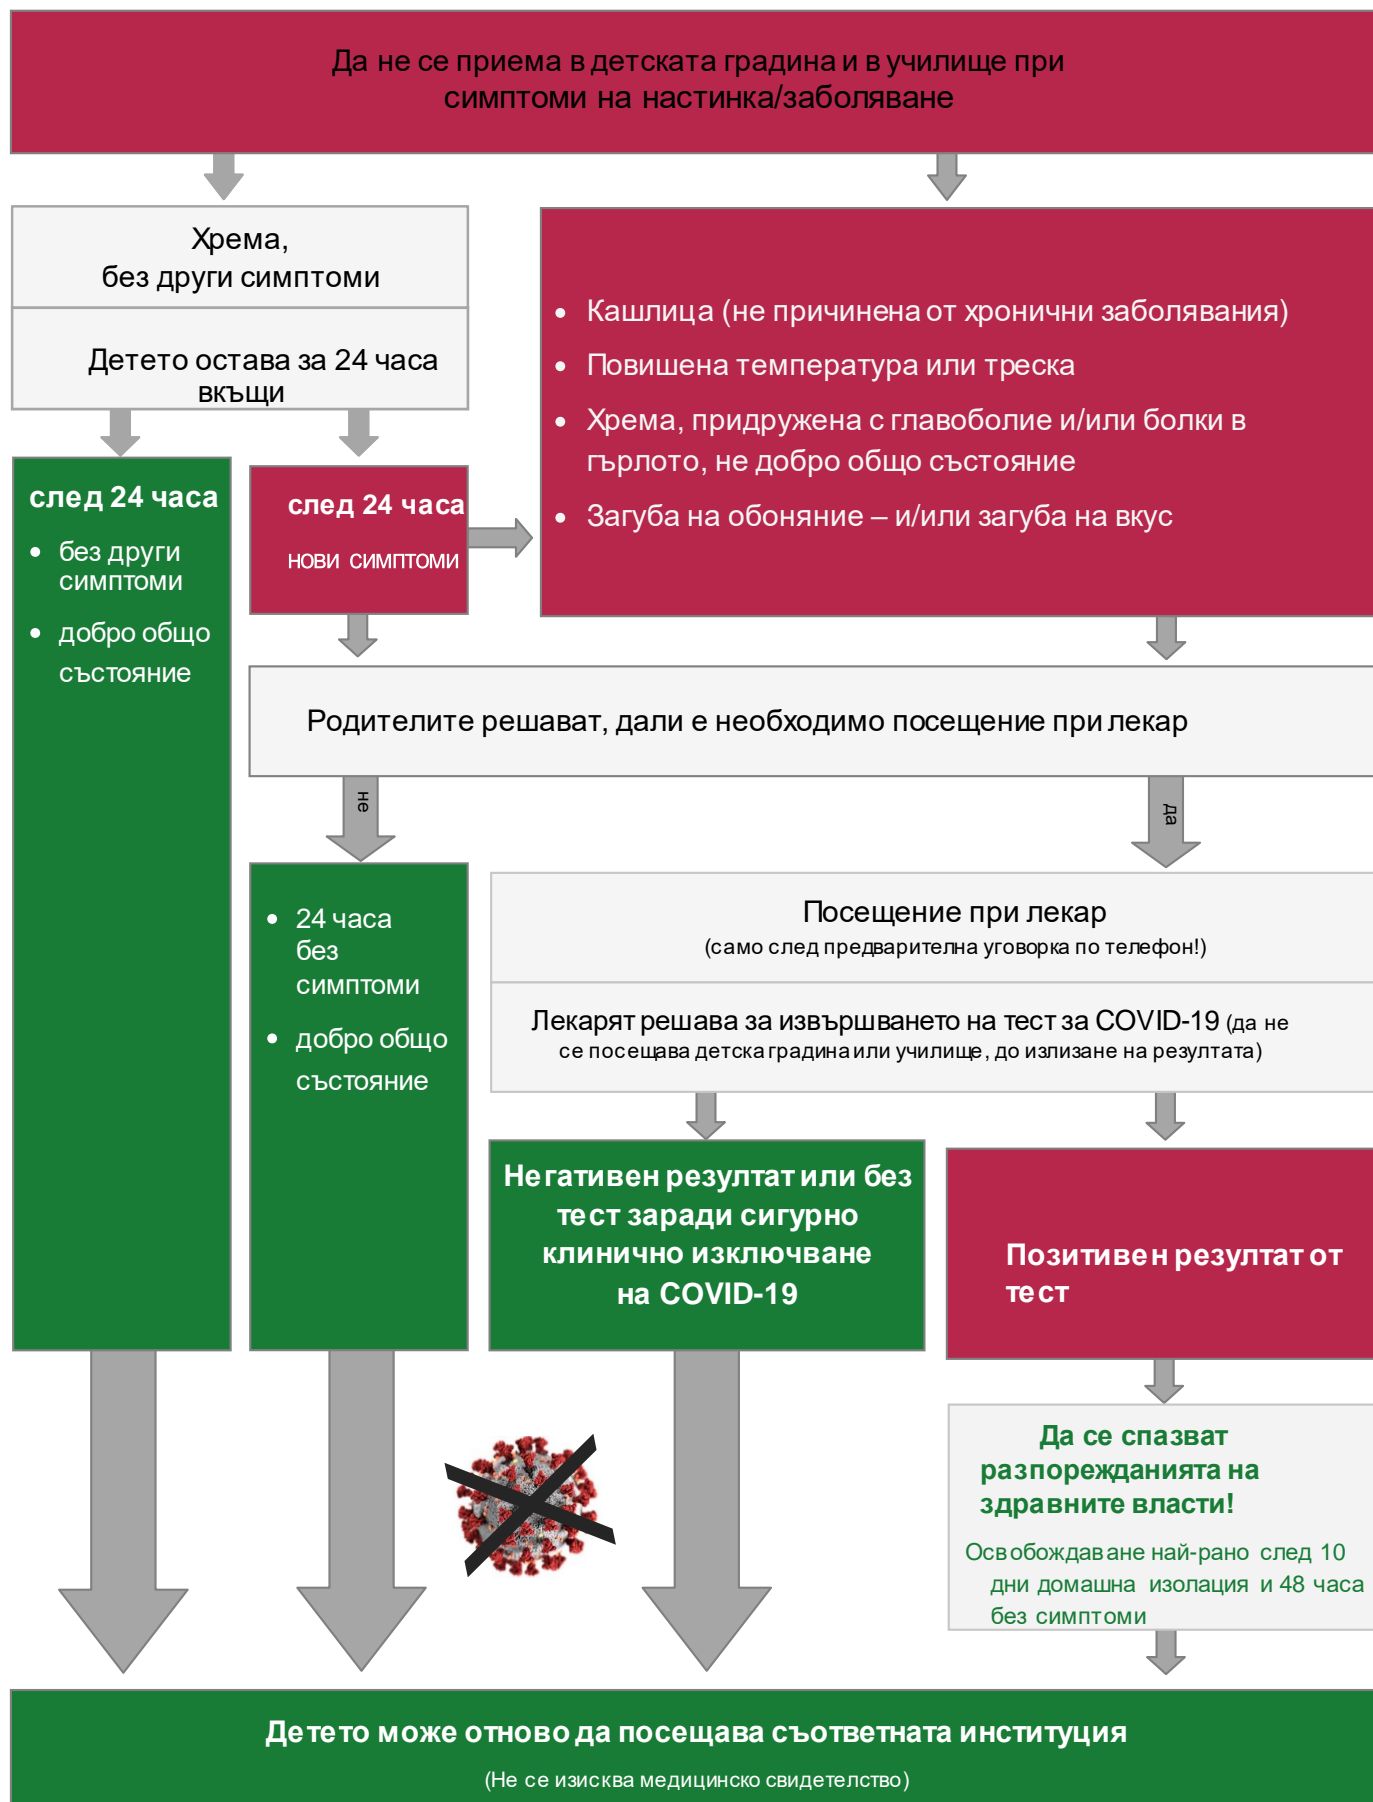 Да не се приема в детската градина и в училище при
симптоми на настинка/заболяване
Хрема,
без други симптоми
Детето остава за 24 часа
вкъщи
• Кашлица (не причинена от хронични заболявания)
• Повишена температура или треска
• Хрема, придружена с главоболие и/или болки в
гърлото, не добро общо състояние
• Загуба на обоняние – и/или загуба на вкус
след 24 часа
• без други
симптоми
• добро общо
състояние
след 24 часа
нови симптоми
Родителите решават, дали е необходимо посещение при лекар
не
да
• 24 часа
без
симптоми
• добро общо
състояние
Посещение при лекар
(само след предварителна уговорка по телефон!)
Лекарят решава за извършването на тест за COVID-19 (да не
се посещава детска градина или училище, до излизане на резултата)
Негативен резултат или без
тест заради сигурно
клинично изключване
на COVID-19
Позитивен резултат от
тест
Да се спазват
разпорежданията на
здравните власти!
Освобождаване най-рано след 10
дни домашна изолация и 48 часа
без симптоми
Детето може отново да посещава съответната институция
(Не се изисква медицинско свидетелство)